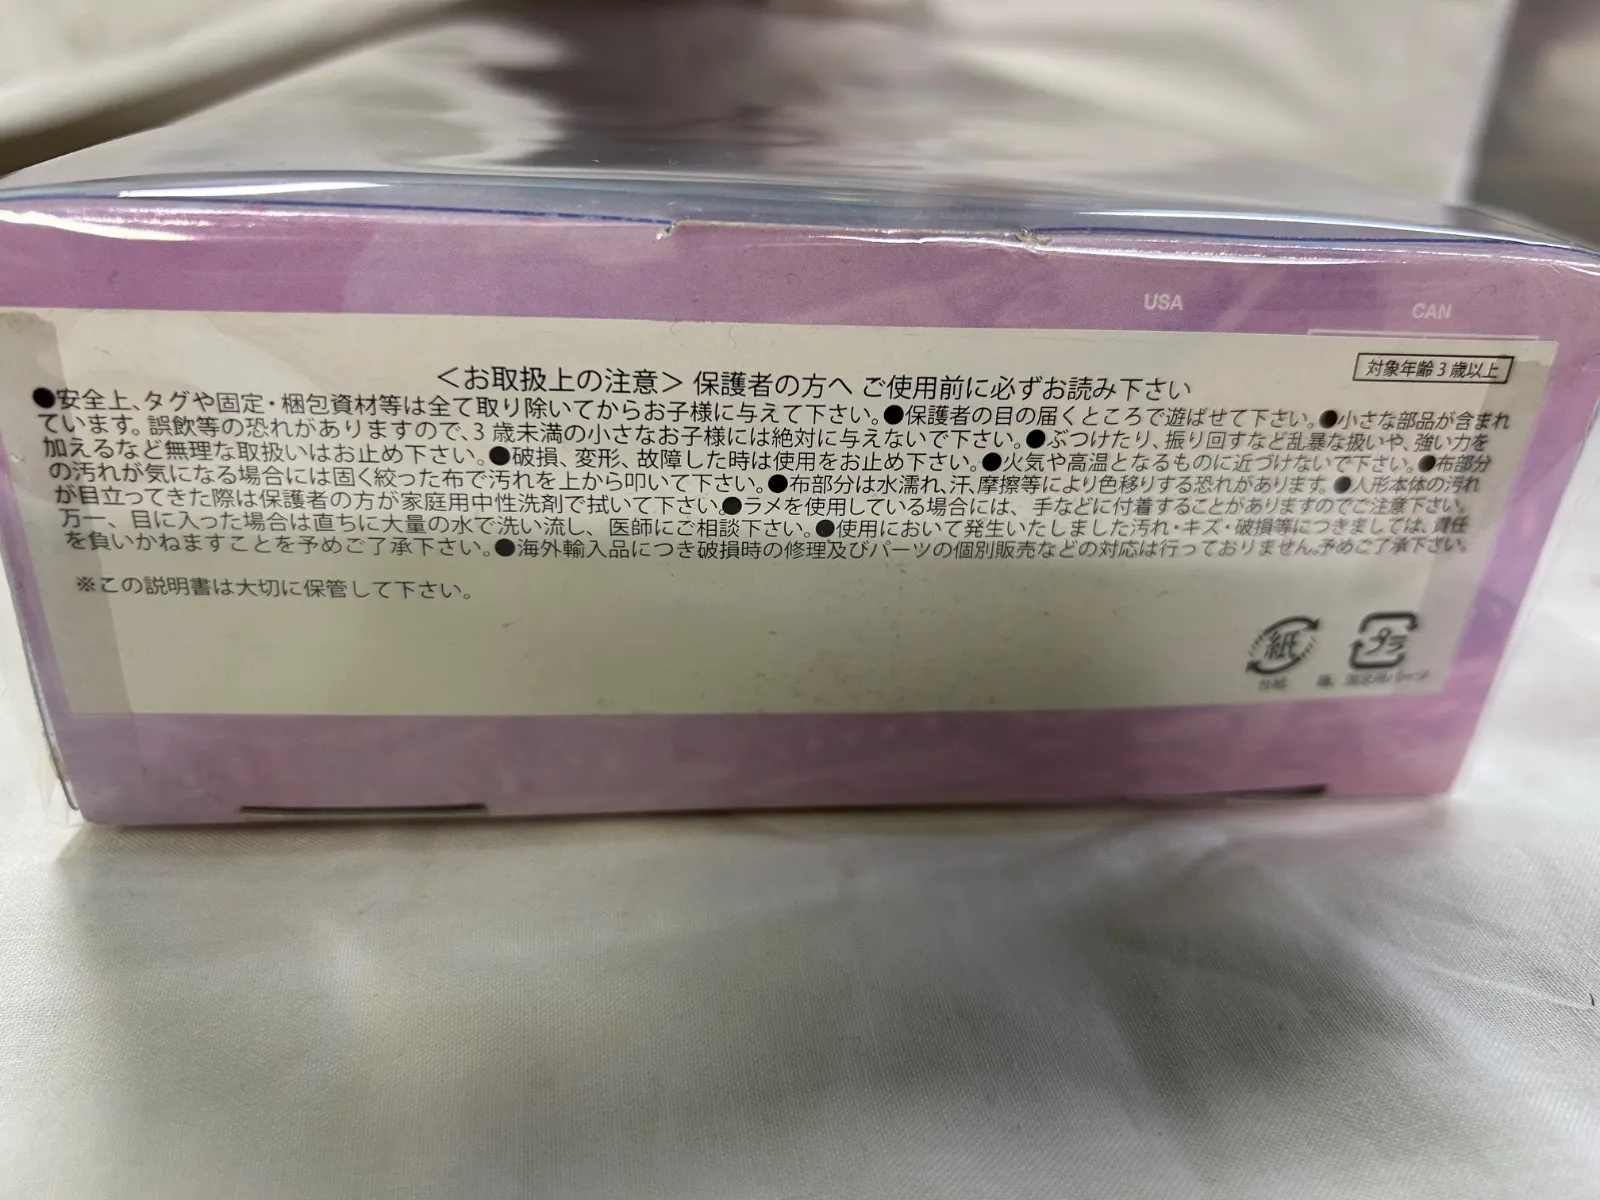 USA
CAN
対象年齢3歳以上
＜お取扱上の注意＞ 保護者の方へ ご使用前に必ずお読み下さい
●安全上、タグや固定・梱包資材等は全て取り除いてからお子様に与えて下さい。●保護者の目の届くところで遊ばせて下さい。●小さな部品が含まれ
ています。誤飲等の恐れがありますので、3歳未満の小さなお子様には絶対に与えないで下さい。●ぶつけたり、振り回すなど乱暴な扱いや、強い力を
加えるなど無理な取扱いはお止め下さい。●破損、変形、故障した時は使用をお止め下さい。●火気や高温となるものに近づけないで下さい。●布部分
の汚れが気になる場合には固く絞った布で汚れを上から叩いて下さい。●布部分は水濡れ、汗、摩擦等により色移りする恐れがあります。●人形本体の汚れ
が目立ってきた際は保護者の方が家庭用中性洗剤で拭いて下さい。●ラメを使用している場合には、手などに付着することがありますのでご注意下さい。
万一、目に入った場合は直ちに大量の水で洗い流し、医師にご相談下さい。●使用において発生いたしました汚れ・キズ・破損等につきましては、責任
を負いかねますことを予めご了承下さい。●海外輸入品につき破損時の修理及びパーツの個別販売などの対応は行っておりません。予めご了承下さい。
※この説明書は大切に保管して下さい。
紙 プラ